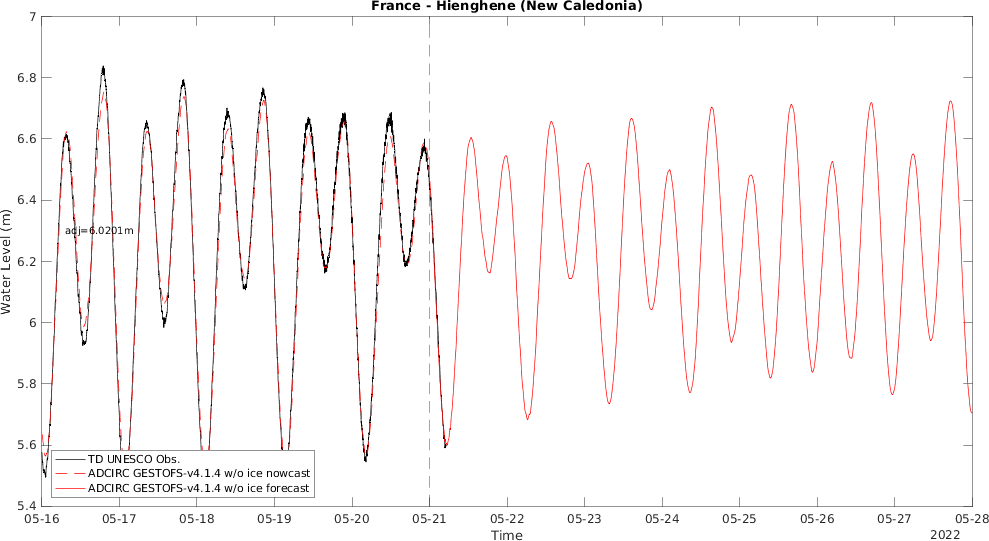 France - Hienghene (New Caledonia)
7
6.8
6.6
6.4
6.2
6
5.8
5.6
5.4
Water Level (m)
adj=6.0201m
TD UNESCO Obs.
ADCIRC GESTOFS-v4.1.4 w/o ice nowcast
ADCIRC GESTOFS-v4.1.4 w/o ice forecast
05-16 05-17 05-18 05-19 05-20 05-21 05-22 05-23 05-24 05-25 05-26 05-27 05-28
Time
2022